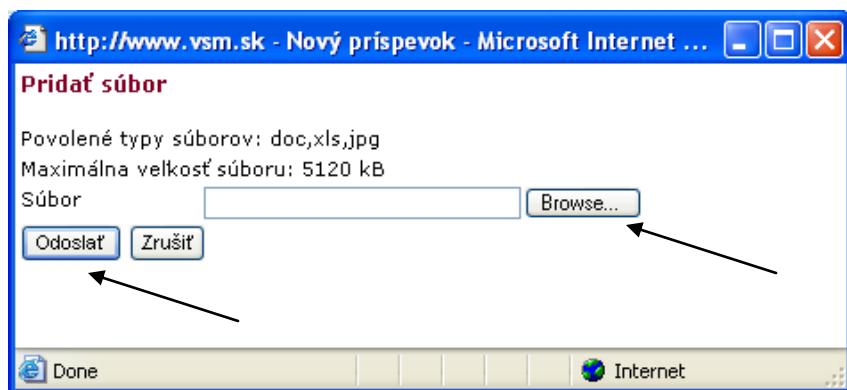 http://www.vsm.sk - Nový príspevok - Microsoft Internet ...
Pridať súbor
Povolené typy súborov: doc,xls,jpg
Maximálna veľkosť súboru: 5120 kB
Súbor Browse...
Odoslať Zrušiť
Done Internet